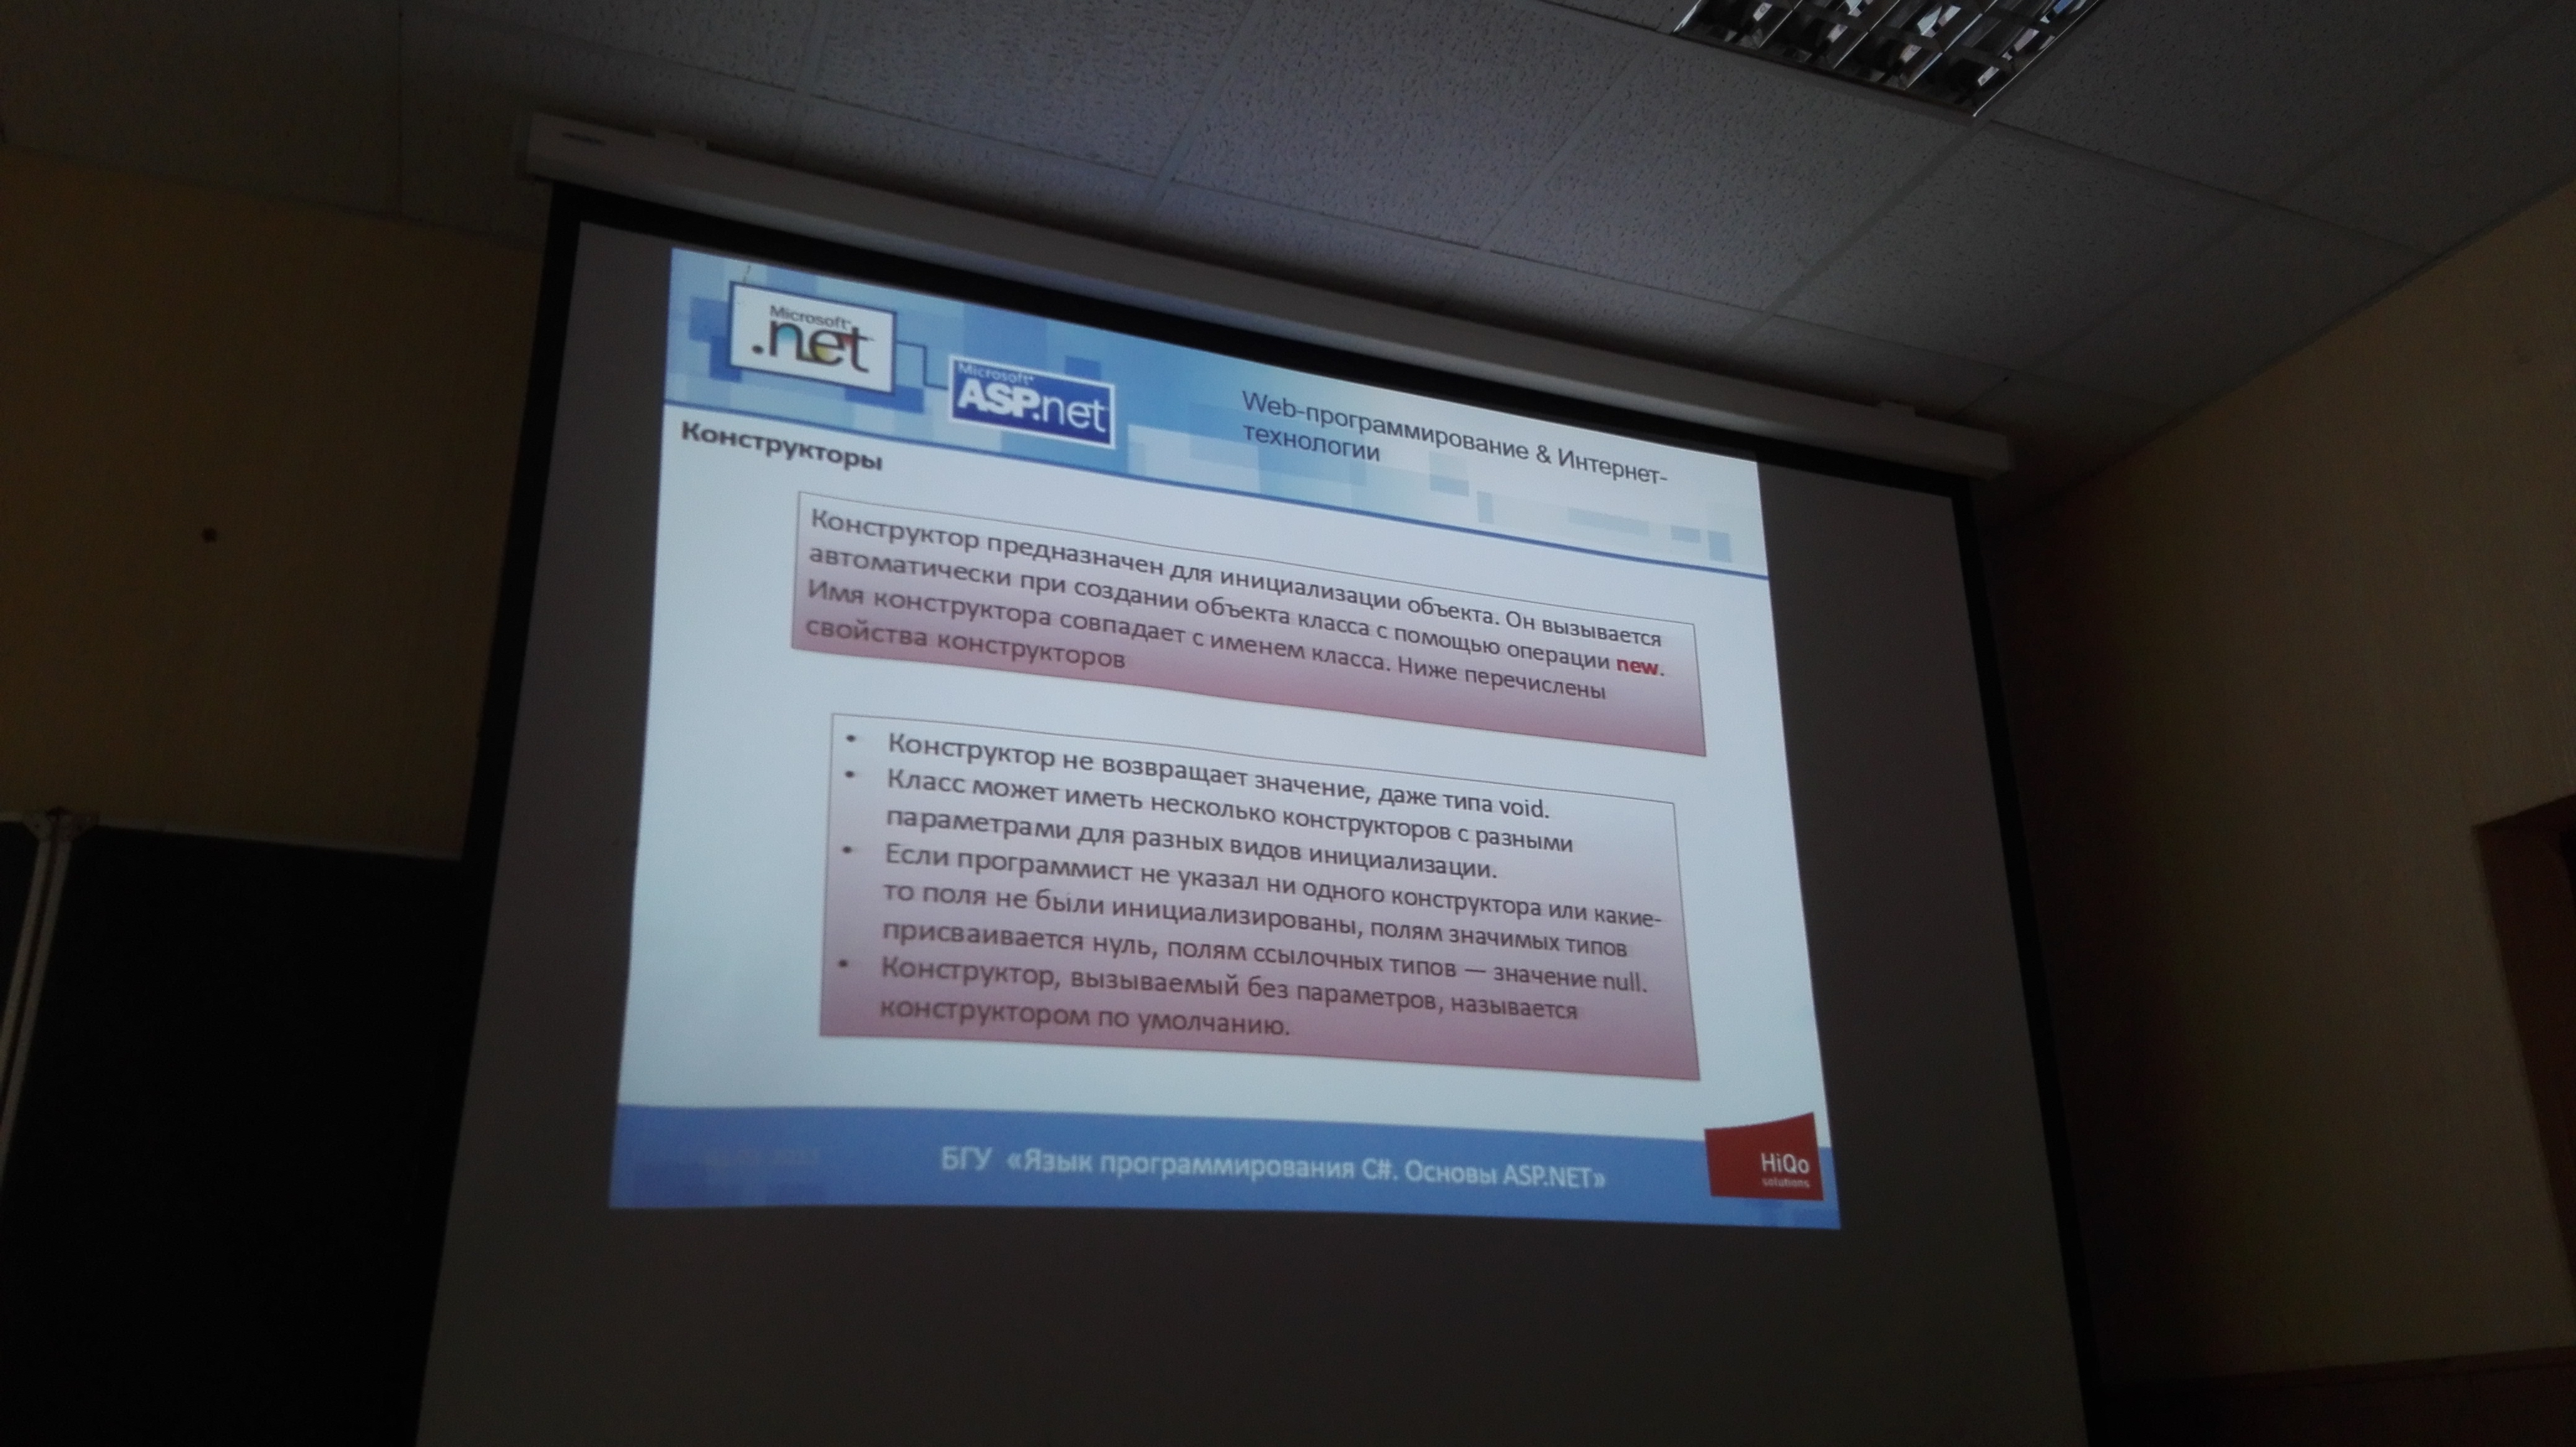 Microsoft
.net
Microsoft
ASP.net
Web-программирование & Интернет-
технологии
Конструкторы
Конструктор предназначен для инициализации объекта. Он вызывается
автоматически при создании объекта класса с помощью операции new.
Имя конструктора совпадает с именем класса. Ниже перечислены
свойства конструкторов
• Конструктор не возвращает значение, даже типа void.
• Класс может иметь несколько конструкторов с разными
параметрами для разных видов инициализации.
• Если программист не указал ни одного конструктора или какие-
то поля не были инициализированы, полям значимых типов
присваивается нуль, полям ссылочных типов — значение null.
• Конструктор, вызываемый без параметров, называется
конструктором по умолчанию.
БГУ «Язык программирования C#. Основы ASP.NET»
HiQo
solutions